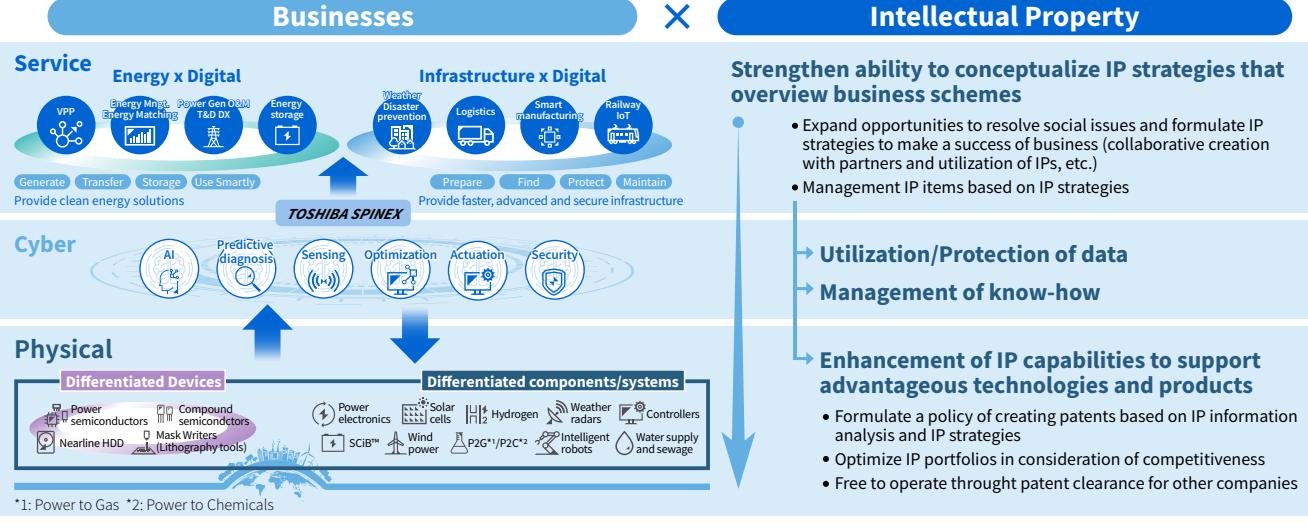 Businesses
×
Intellectual Property
Service
Energy x Digital
Infrastructure x Digital
VPP
Energy Mngt.
Energy Matching
Power Gen O&M
T&D DX
Energy
storage
Weather
Disaster
prevention
Logistics
Smart
manufacturing
Railway
IoT
Generate
Transfer
Storage
Use Smartly
Prepare
Find
Protect
Maintain
Provide clean energy solutions
Provide faster, advanced and secure infrastructure
TOSHIBA SPINEX
Cyber
AI
Predictive
diagnosis
Sensing
Optimization
Actuation
Security
Physical
Differentiated Devices
Differentiated components/systems
Power
semiconductors
Compound
semicondctors
Nearline HDD
Mask Writers
(Lithography tools)
Power
electronics
Solar
cells
Hydrogen
Weather
radars
Controllers
SCiB™
Wind
power
P2G*1/P2C*2
Intelligent
robots
Water supply
and sewage
*1: Power to Gas *2: Power to Chemicals
Strengthen ability to conceptualize IP strategies that
overview business schemes
• Expand opportunities to resolve social issues and formulate IP
strategies to make a success of business (collaborative creation
with partners and utilization of IPs, etc.)
• Management IP items based on IP strategies
Utilization/Protection of data
Management of know-how
Enhancement of IP capabilities to support
advantageous technologies and products
• Formulate a policy of creating patents based on IP information
analysis and IP strategies
• Optimize IP portfolios in consideration of competitiveness
• Free to operate throught patent clearance for other companies